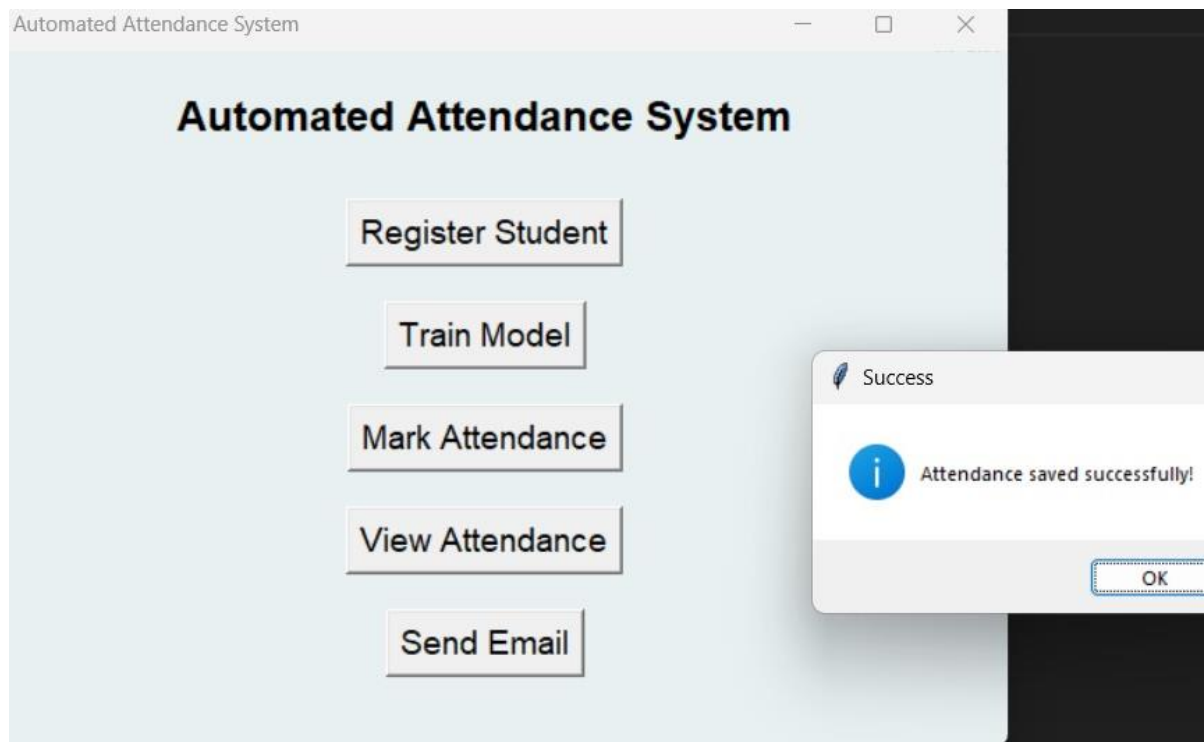 Automated Attendance System
Automated Attendance System
Register Student
Train Model
Mark Attendance
View Attendance
Send Email
Success
Attendance saved successfully!
OK